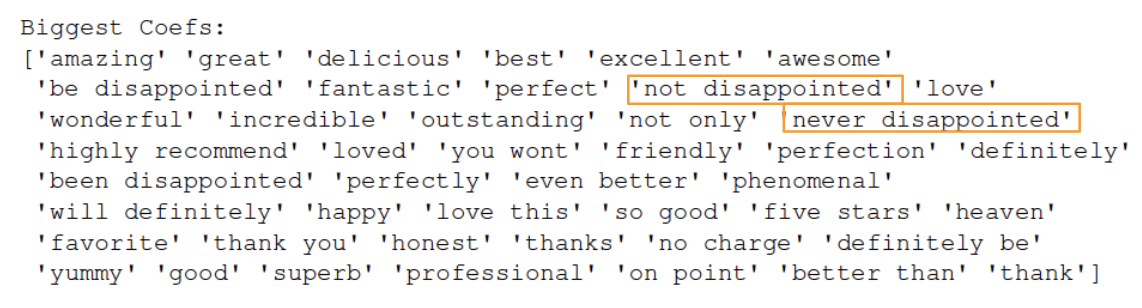 Biggest Coefs:
['amazing' 'great' 'delicious' 'best' 'excellent' 'awesome'
'be disappointed' 'fantastic' 'perfect' 'not disappointed' 'love'
'wonderful' 'incredible' 'outstanding' 'not only' 'never disappointed'
'highly recommend' 'loved' 'you wont' 'friendly' 'perfection' 'definitely'
'been disappointed' 'perfectly' 'even better' 'phenomenal'
'will definitely' 'happy' 'love this' 'so good' 'five stars' 'heaven'
'favorite' 'thank you' 'honest' 'thanks' 'no charge' 'definitely be'
'yummy' 'good' 'superb' 'professional' 'on point' 'better than' 'thank']